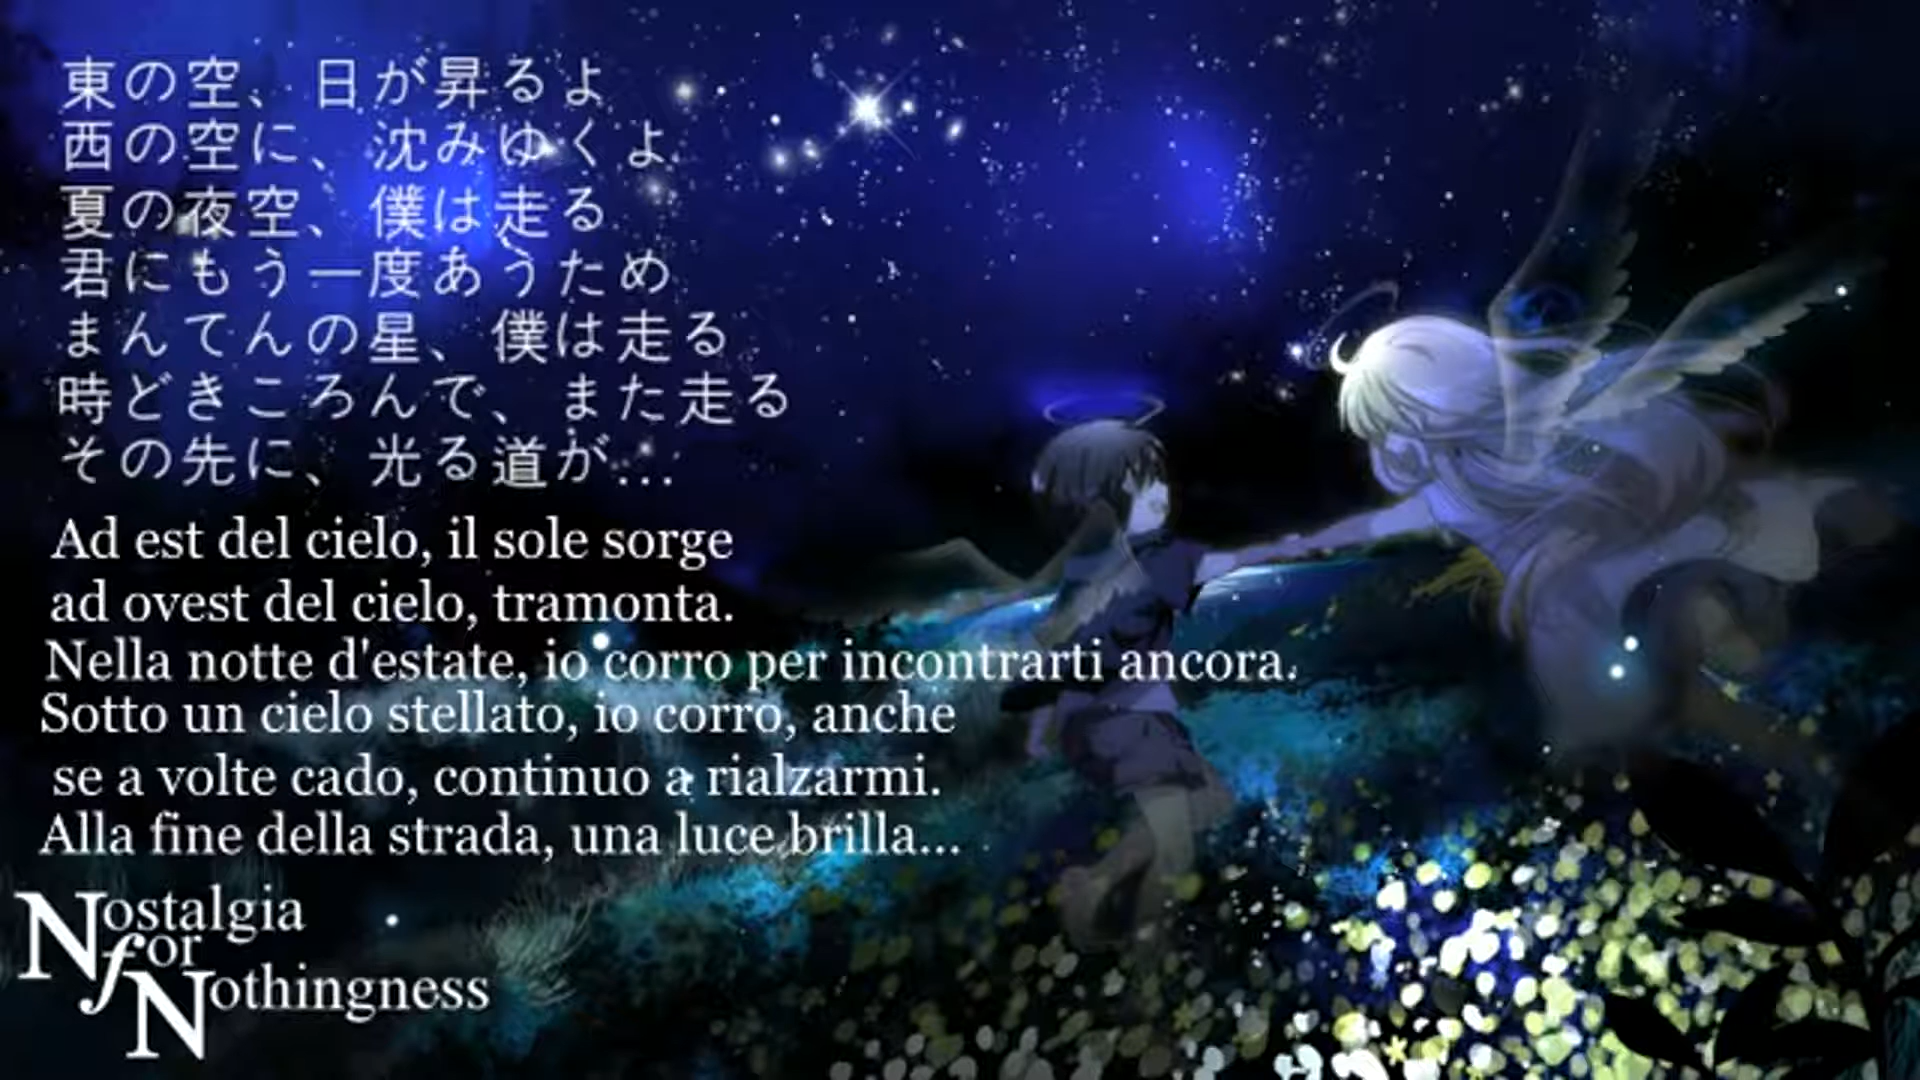 東の空、日が昇るよ
西の空に、沈みゆくよ
夏の夜空、僕は走る
君にもう一度あうため
まんてんの星、僕は走る
時どきころんで、また走る
その先に、光る道が...
Ad est del cielo, il sole sorge
ad ovest del cielo, tramonta.
Nella notte d'estate, io corro per incontrarti ancora.
Sotto un cielo stellato, io corro, anche
se a volte cado, continuo a rialzarmi.
Alla fine della strada, una luce brilla...
Nostalgia
for
Nothingness